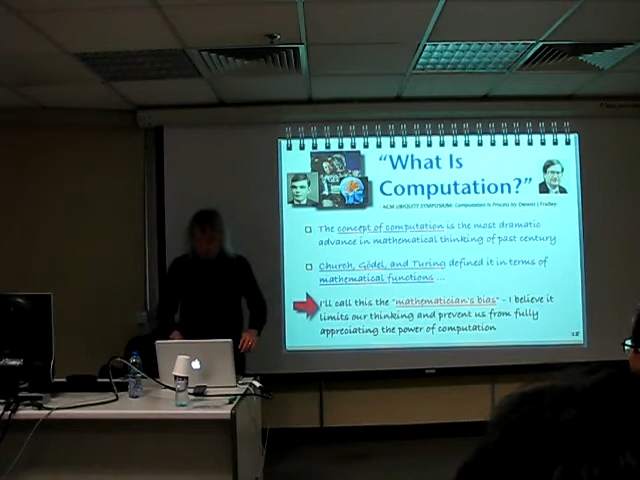 "What Is
Computation?"
ACM UBIQUITY SYMPOSIUM: Computation is Process by Dennis J Frailey
The concept of computation is the most dramatic
advance in mathematical thinking of past century
Church, Gödel, and Turing defined it in terms of
mathematical functions ...
I'll call this the "mathematician's bias" - I believe it
limits our thinking and prevent us from fully
appreciating the power of computation